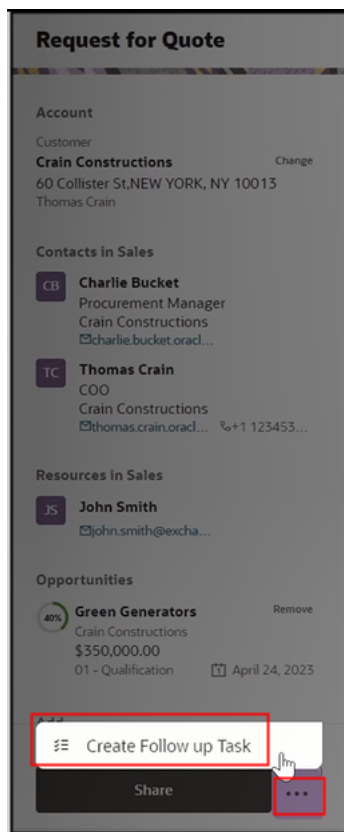 Request for Quote
Account
Customer
Crain Constructions Change
60 Collister St,NEW YORK, NY 10013
Thomas Crain
Contacts in Sales
CB Charlie Bucket
Procurement Manager
Crain Constructions
charlie.bucket.oracl...
TC Thomas Crain
COO
Crain Constructions
thomas.crain.oracl... +1 123453...
Resources in Sales
JS John Smith
john.smith@excha...
Opportunities
40% Green Generators Remove
Crain Constructions
$350,000.00
01 - Qualification April 24, 2023
Add
Create Follow up Task
Share ...